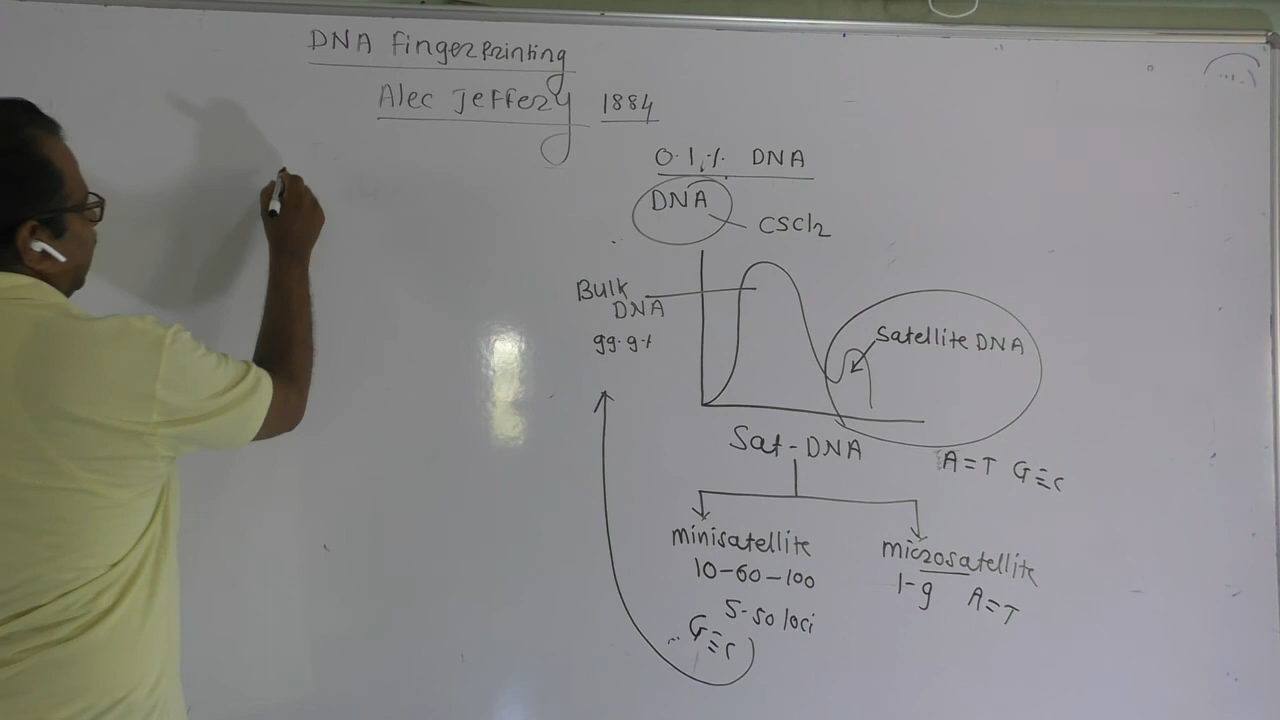 DNA Fingerprinting
Alec Jeffery 1884
0.1% DNA
DNA
CSCl2
Bulk
DNA
99.9%
Satellite DNA
Sat-DNA
A=T G≡C
minisatellite
10-60-100
5-50 loci
G≡C
microsatellite
1-9 A=T